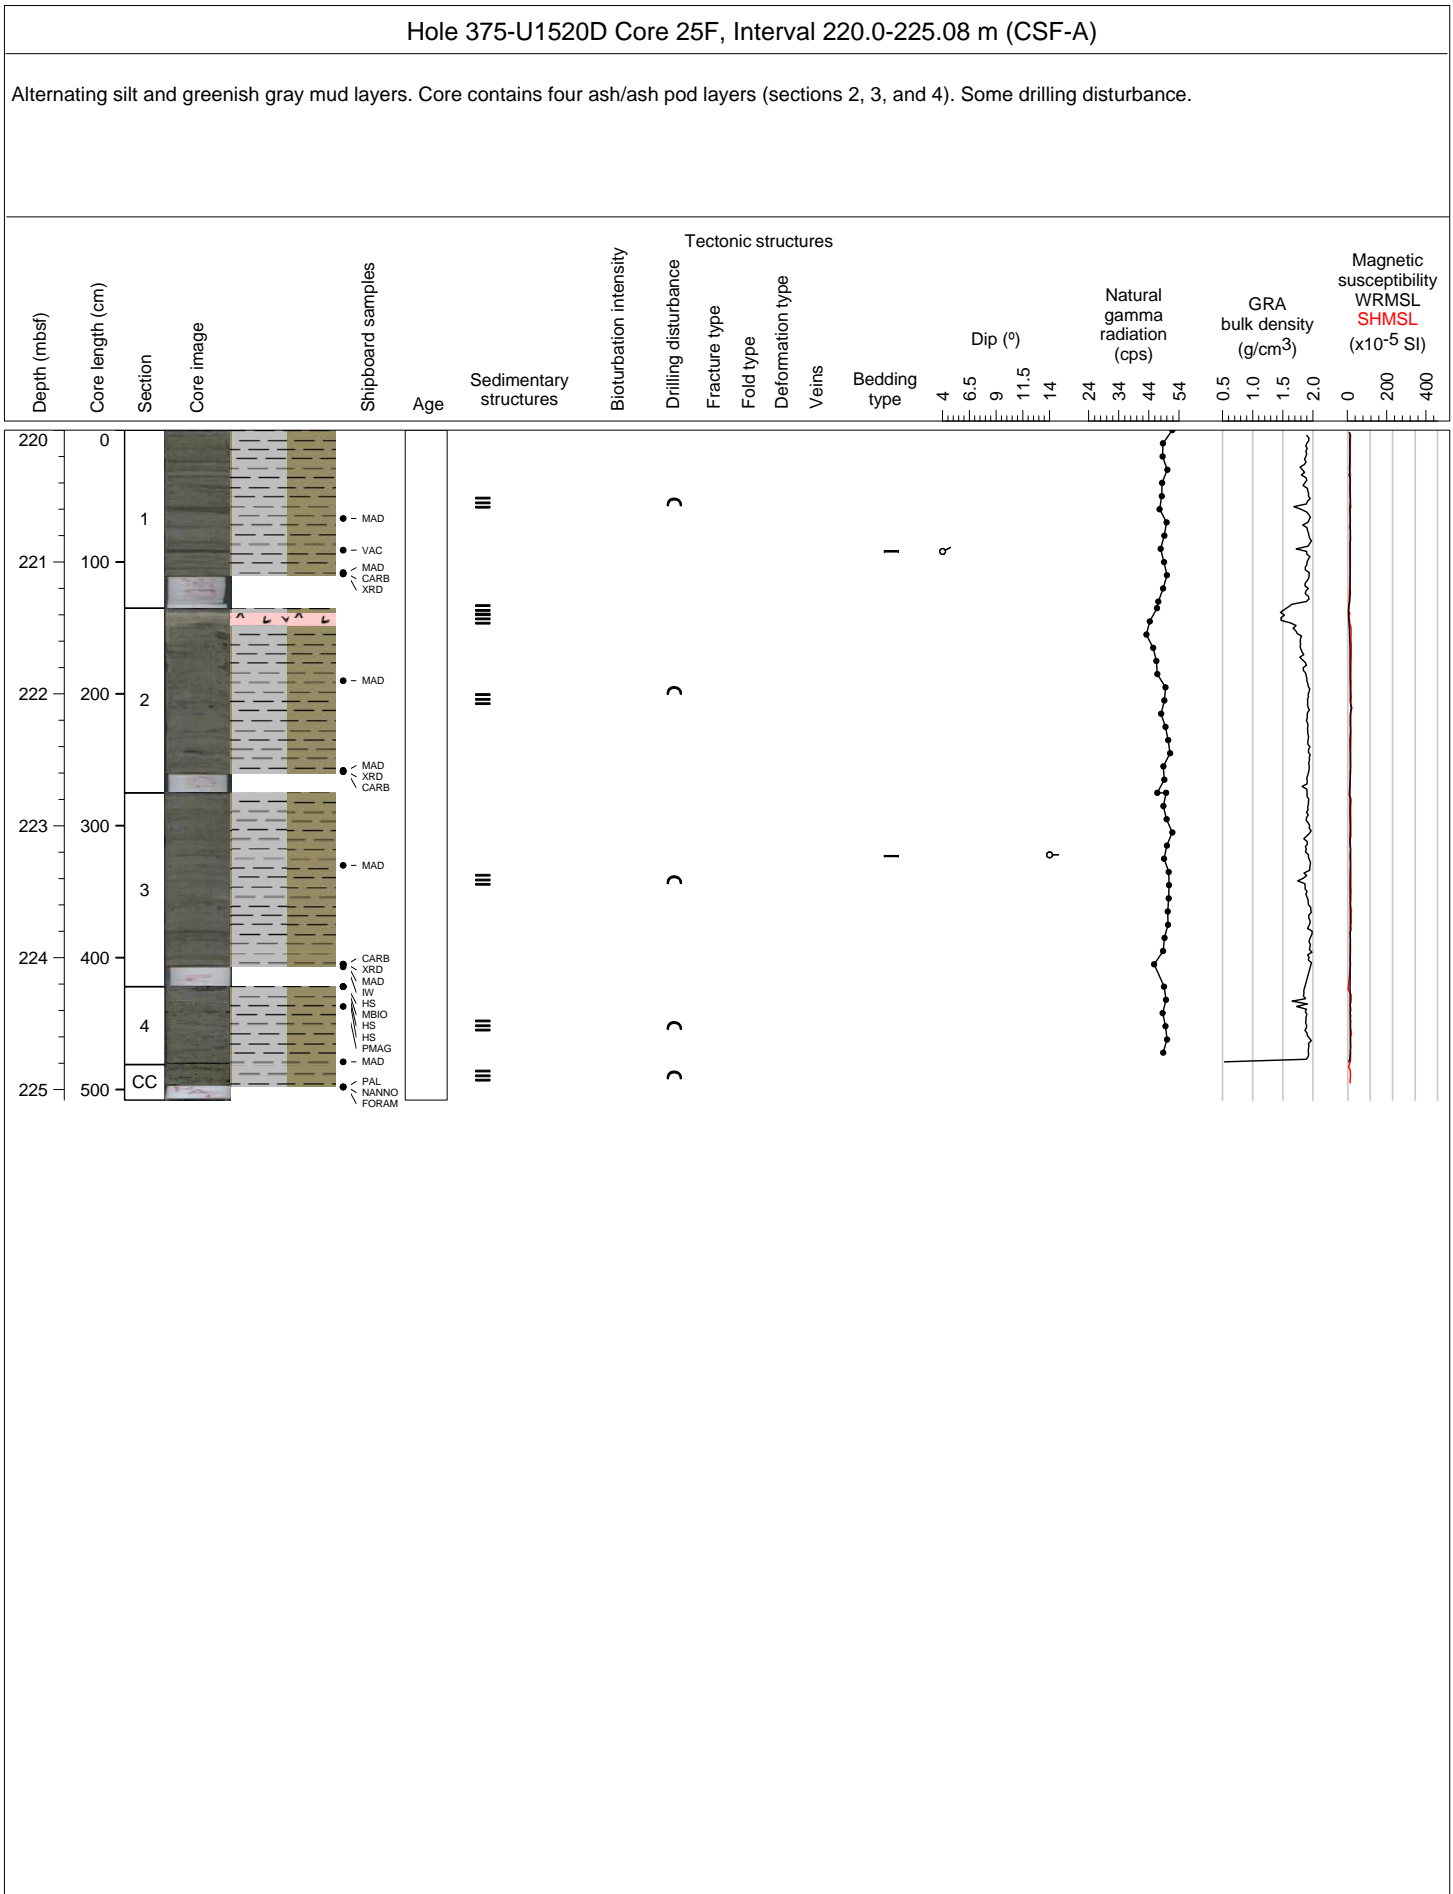 Hole 375-U1520D Core 25F, Interval 220.0-225.08 m (CSF-A)
Alternating silt and greenish gray mud layers. Core contains four ash/ash pod layers (sections 2, 3, and 4). Some drilling disturbance.
Depth (mbsf)
Core length (cm)
Section
Core image
Shipboard samples
Age
Sedimentary
structures
Bioturbation intensity
Drilling disturbance
Tectonic structures
Fracture type
Fold type
Deformation type
Veins
Bedding
type
Dip (º)
4 6.5 9 11.5 14
Natural
gamma
radiation
(cps)
24 34 44 54
GRA
bulk density
(g/cm3)
0.5 1.0 1.5 2.0
Magnetic
susceptibility
WRMSL
SHMSL
(x10-5 SI)
0 200 400
220 0
1
MAD
VAC
221 100
MAD
CARB
XRD
MAD
222 200
2
MAD
XRD
CARB
223 300
MAD
3
224 400
CARB
XRD
MAD
IW
HS
MBIO
HS
HS
PMAG
4
MAD
CC
PAL
225 500
NANNO
FORAM